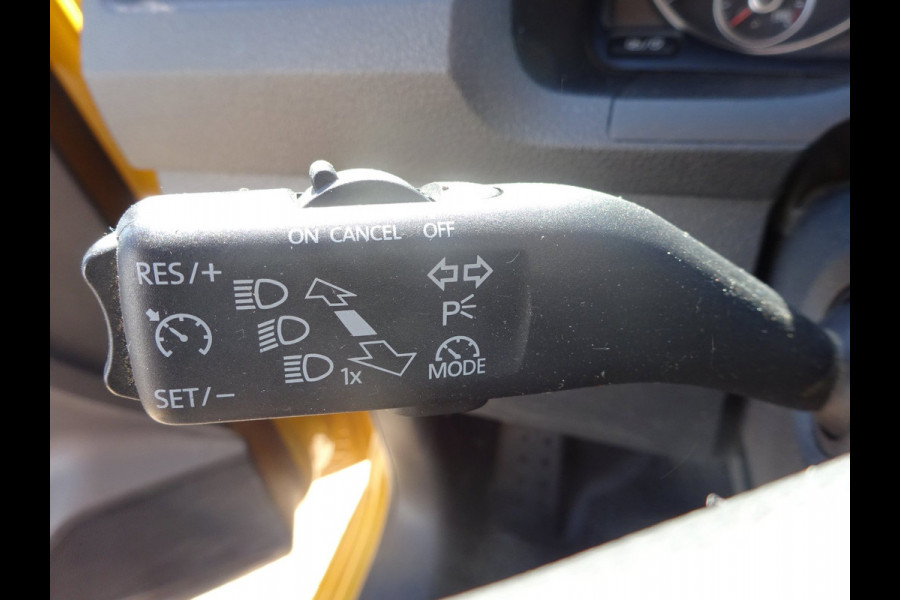 ON CANCEL OFF
RES/+
P
1x
MODE
SET/−